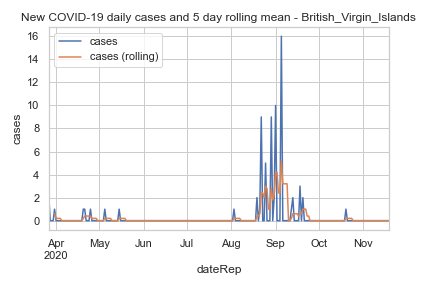 New COVID-19 daily cases and 5 day rolling mean - British_Virgin_Islands
cases
cases (rolling)
16
14
12
10
8
6
4
2
0
cases
Apr May Jun Jul Aug Sep Oct Nov
2020
dateRep